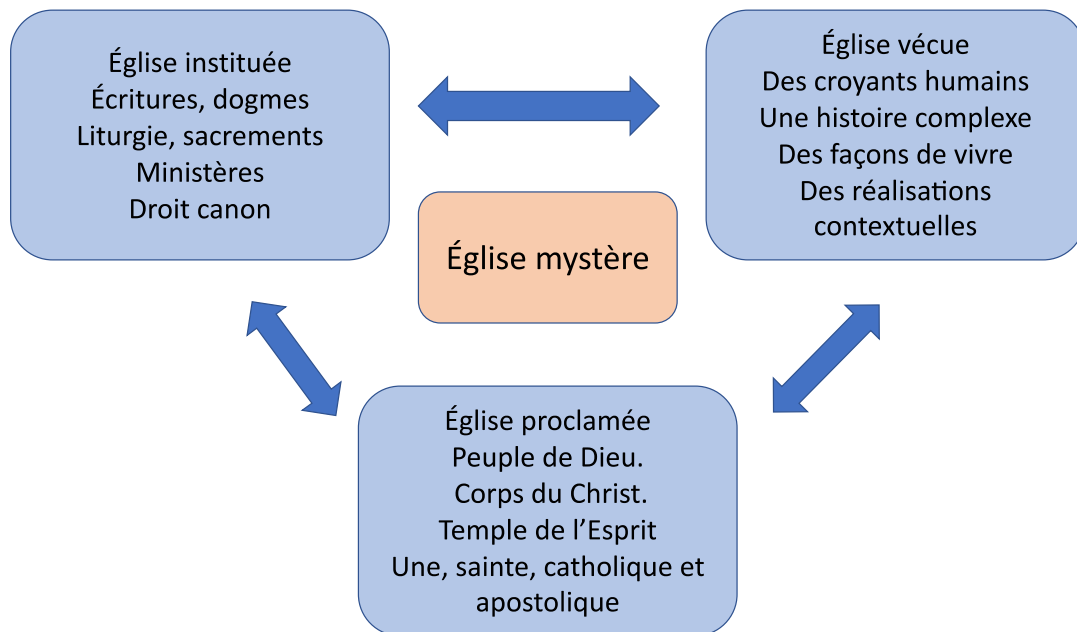 Église instituée
Écritures, dogmes
Liturgie, sacrements
Ministères
Droit canon
Église vécue
Des croyants humains
Une histoire complexe
Des façons de vivre
Des réalisations
contextuelles
Église mystère
Église proclamée
Peuple de Dieu.
Corps du Christ.
Temple de l’Esprit
Une, sainte, catholique et
apostolique